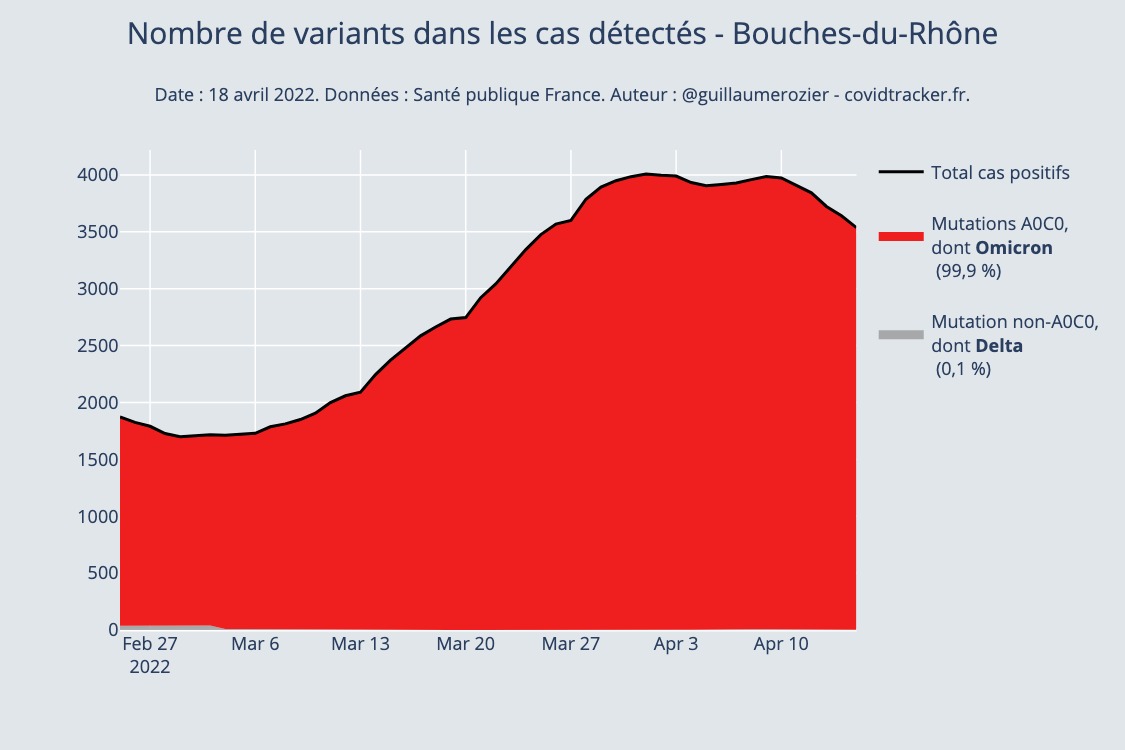 Nombre de variants dans les cas détectés - Bouches-du-Rhône
Date : 18 avril 2022. Données : Santé publique France. Auteur : @guillaumerozier - covidtracker.fr.
4000
3500
3000
2500
2000
1500
1000
500
0
Feb 27
2022
Mar 6
Mar 13
Mar 20
Mar 27
Apr 3
Apr 10
Total cas positifs
Mutations A0C0,
dont Omicron
(99,9 %)
Mutation non-A0C0,
dont Delta
(0,1 %)